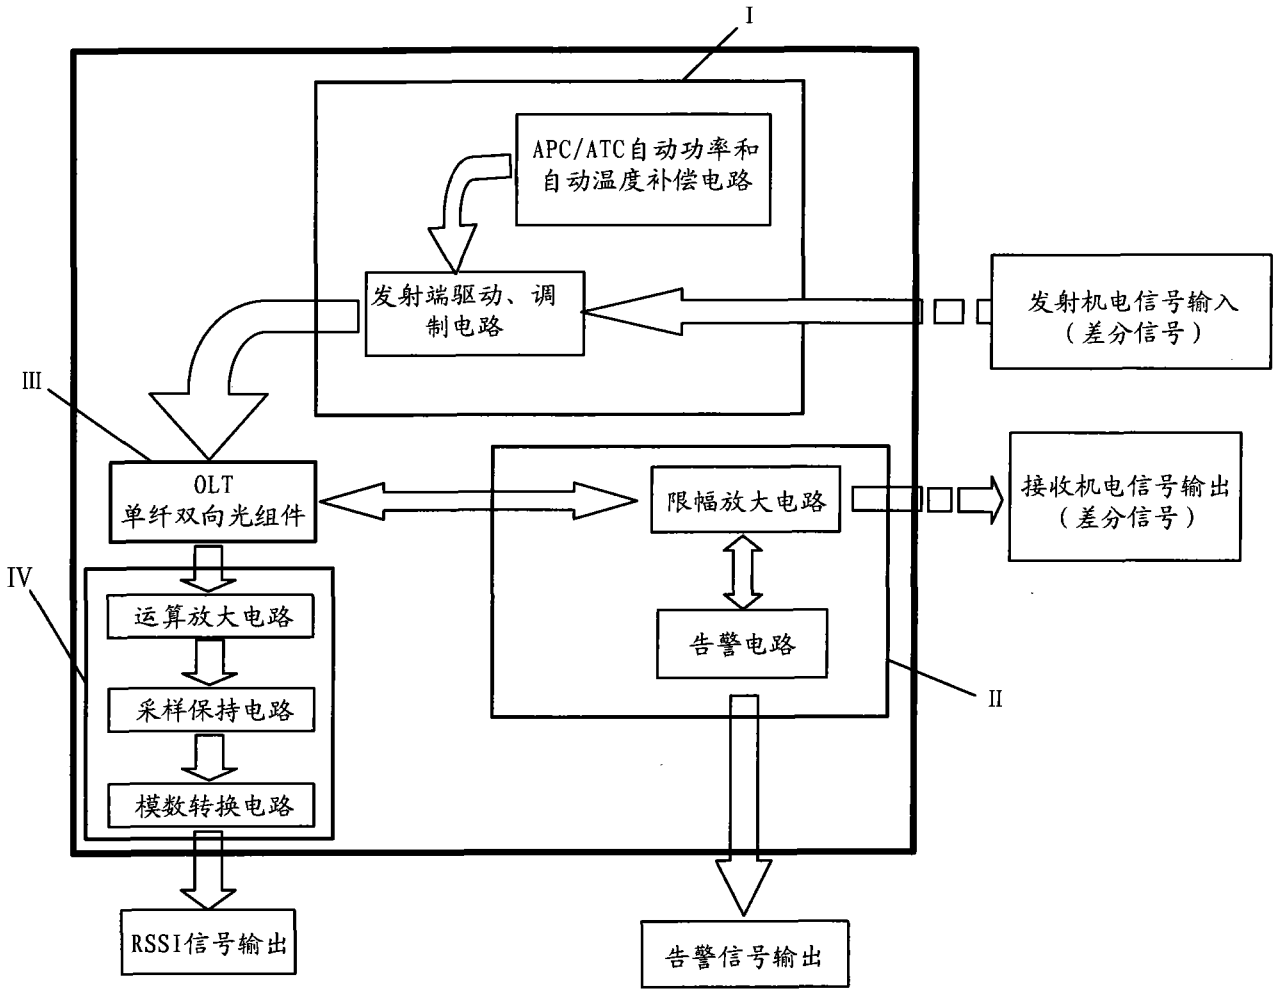 I
APC/ATC自动功率和
自动温度补偿电路
发射端驱动、调
制电路
发射机电信号输入
(差分信号)
III
OLT
单纤双向光组件
限幅放大电路
接收机电信号输出
(差分信号)
IV
运算放大电路
告警电路
II
采样保持电路
模数转换电路
RSSI信号输出
告警信号输出